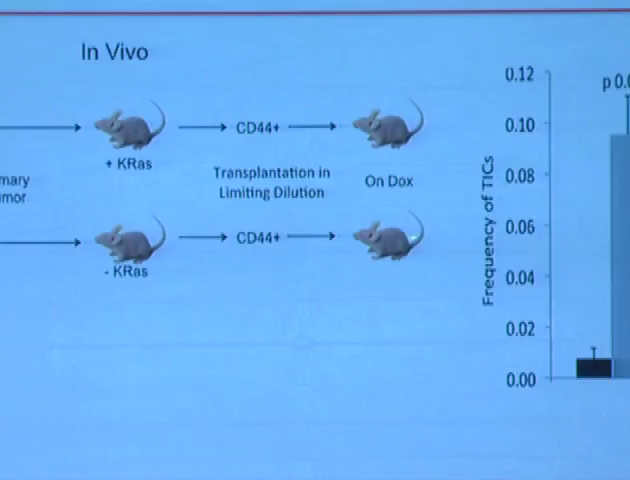 In Vivo
mary
umor
+ KRas
- KRas
CD44+
Transplantation in
Limiting Dilution
CD44+
On Dox
Frequency of TICs
0.12
0.10
0.08
0.06
0.04
0.02
0.00
p 0.0